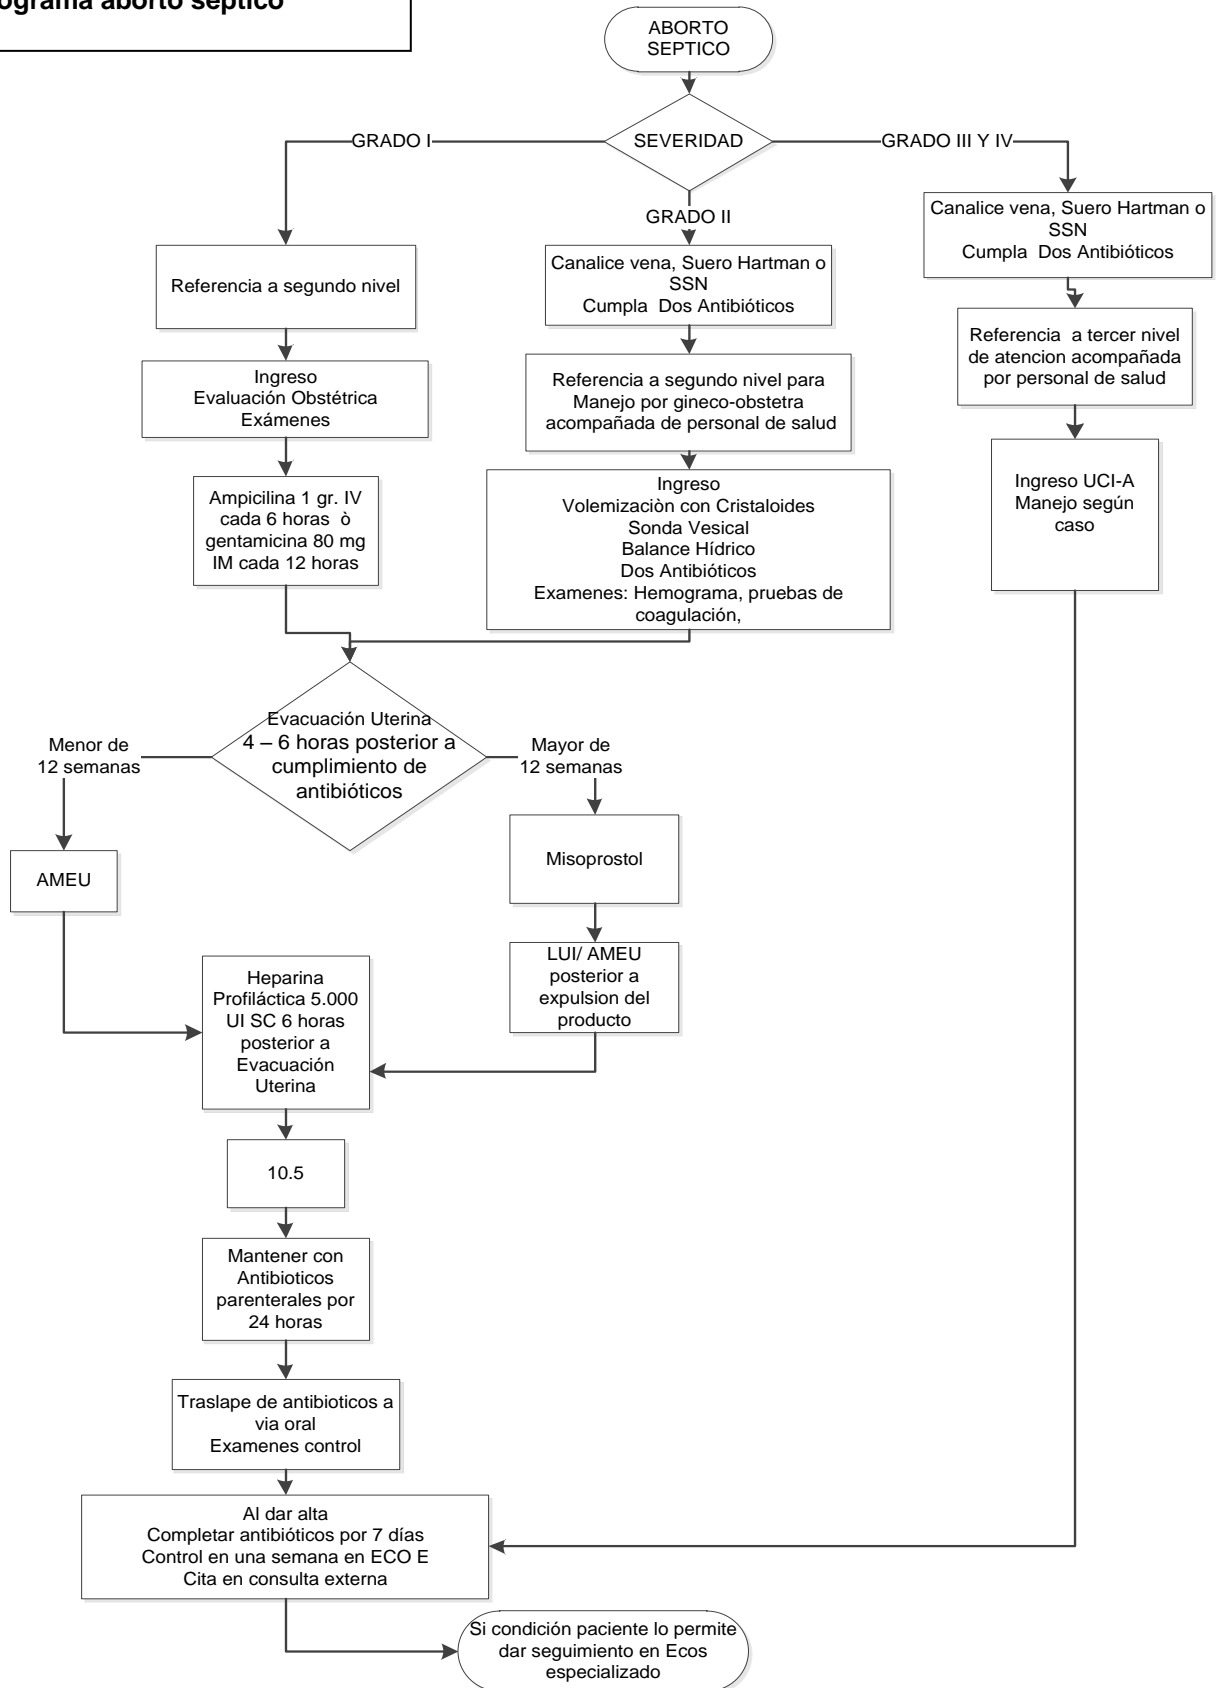 ograma aborto séptico
ABORTO
SEPTICO
SEVERIDAD
GRADO I
GRADO II
GRADO III Y IV
Referencia a segundo nivel
Canalice vena, Suero Hartman o
SSN
Cumpla Dos Antibióticos
Canalice vena, Suero Hartman o
SSN
Cumpla Dos Antibióticos
Ingreso
Evaluación Obstétrica
Exámenes
Referencia a segundo nivel para
Manejo por gineco-obstetra
acompañada de personal de salud
Referencia a tercer nivel
de atencion acompañada
por personal de salud
Ampicilina 1 gr. IV
cada 6 horas ò
gentamicina 80 mg
IM cada 12 horas
Ingreso
Volemizaciòn con Cristaloides
Sonda Vesical
Balance Hídrico
Dos Antibióticos
Examenes: Hemograma, pruebas de
coagulación,
Ingreso UCI-A
Manejo según
caso
Evacuación Uterina
4 – 6 horas posterior a
cumplimiento de
antibióticos
Menor de
12 semanas
Mayor de
12 semanas
AMEU
Misoprostol
LUI/ AMEU
posterior a
expulsion del
producto
Heparina
Profiláctica 5.000
UI SC 6 horas
posterior a
Evacuación
Uterina
10.5
Mantener con
Antibioticos
parenterales por
24 horas
Traslape de antibioticos a
via oral
Examenes control
Al dar alta
Completar antibióticos por 7 días
Control en una semana en ECO E
Cita en consulta externa
Si condición paciente lo permite
dar seguimiento en Ecos
especializado